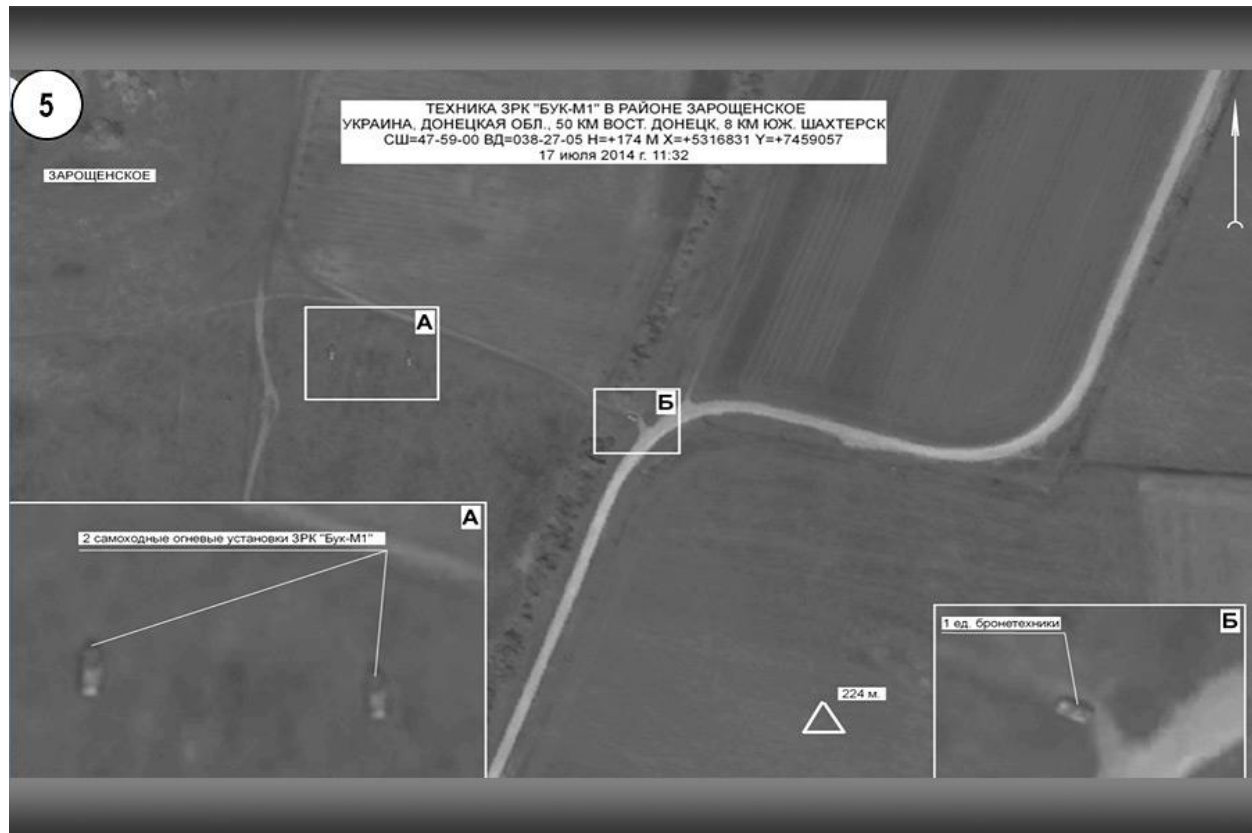 5
ТЕХНИКА ЗРК "БУК-М1" В РАЙОНЕ ЗАРОЩЕНСКОЕ
УКРАИНА, ДОНЕЦКАЯ ОБЛ., 50 КМ ВОСТ. ДОНЕЦК, 8 КМ ЮЖ. ШАХТЕРСК
СШ=47-59-00 ВД=038-27-05 Н=+174 М X=+5316831 Y=+7459057
17 июля 2014 г. 11:32
ЗАРОЩЕНСКОЕ
А
Б
А
2 самоходные огневые установки ЗРК "Бук-М1"
Б
1 ед. бронетехники
224 м.